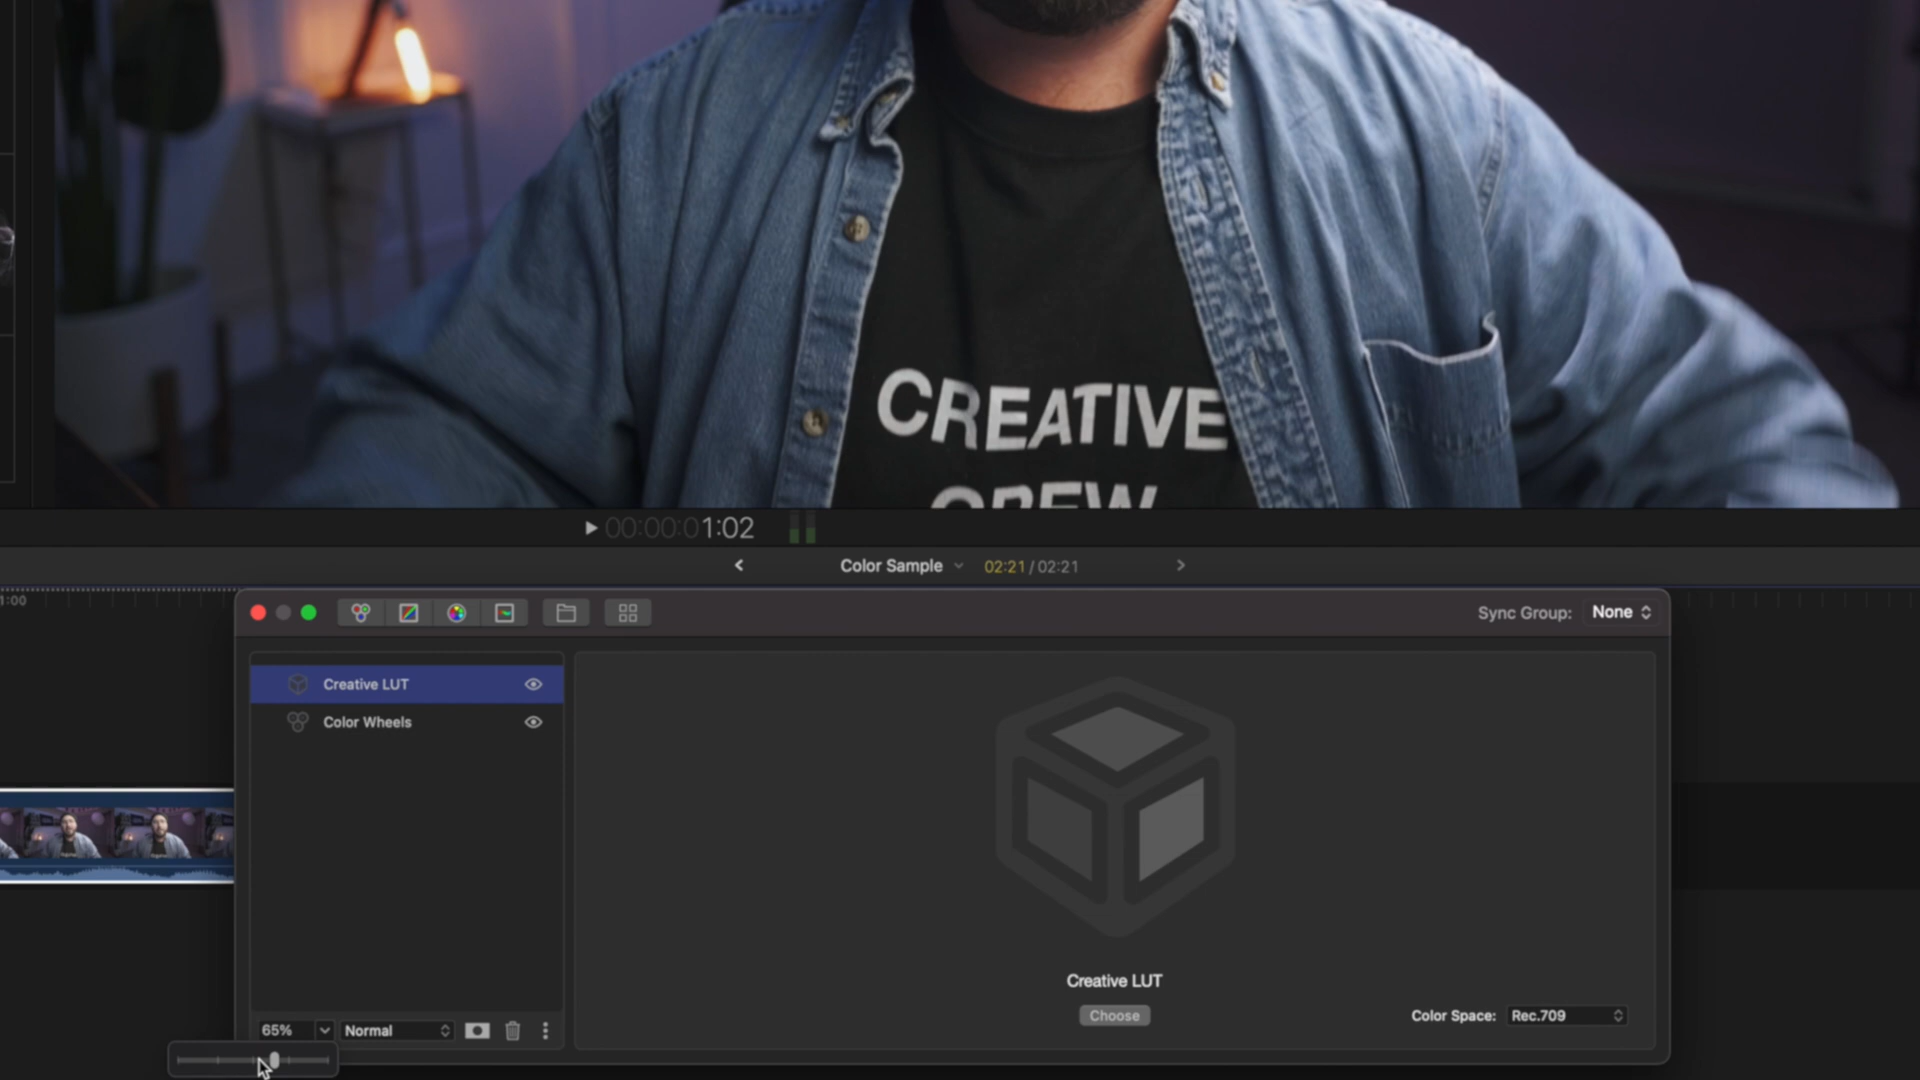 CREATIVE
CREW
00:00:01:02
Color Sample
02:21 / 02:21
1:00
Sync Group: None
Creative LUT
Color Wheels
Creative LUT
Choose
Color Space: Rec.709
65%
Normal